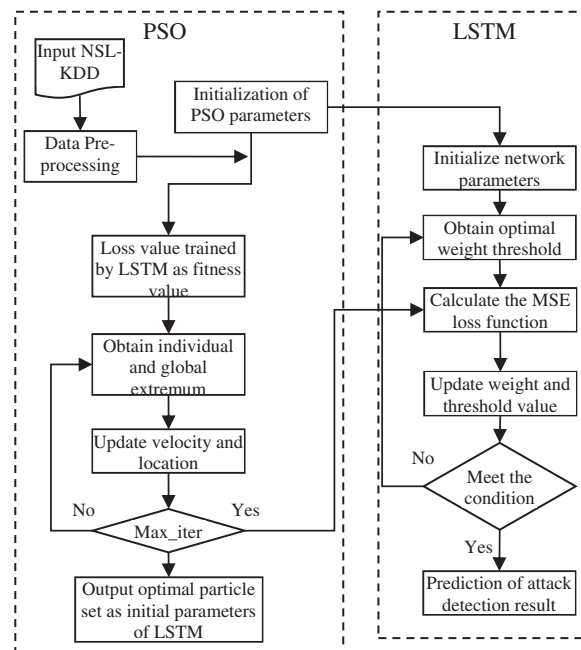 PSO
Input NSL-
KDD
Initialization of
PSO parameters
Data Pre-
processing
Loss value trained
by LSTM as fitness
value
Obtain individual
and global
extremum
Update velocity and
location
No
Yes
Max_iter
Output optimal particle
set as initial parameters
of LSTM
LSTM
Initialize network
parameters
Obtain optimal
weight threshold
Calculate the MSE
loss function
Update weight and
threshold value
No
Meet the
condition
Yes
Prediction of attack
detection result